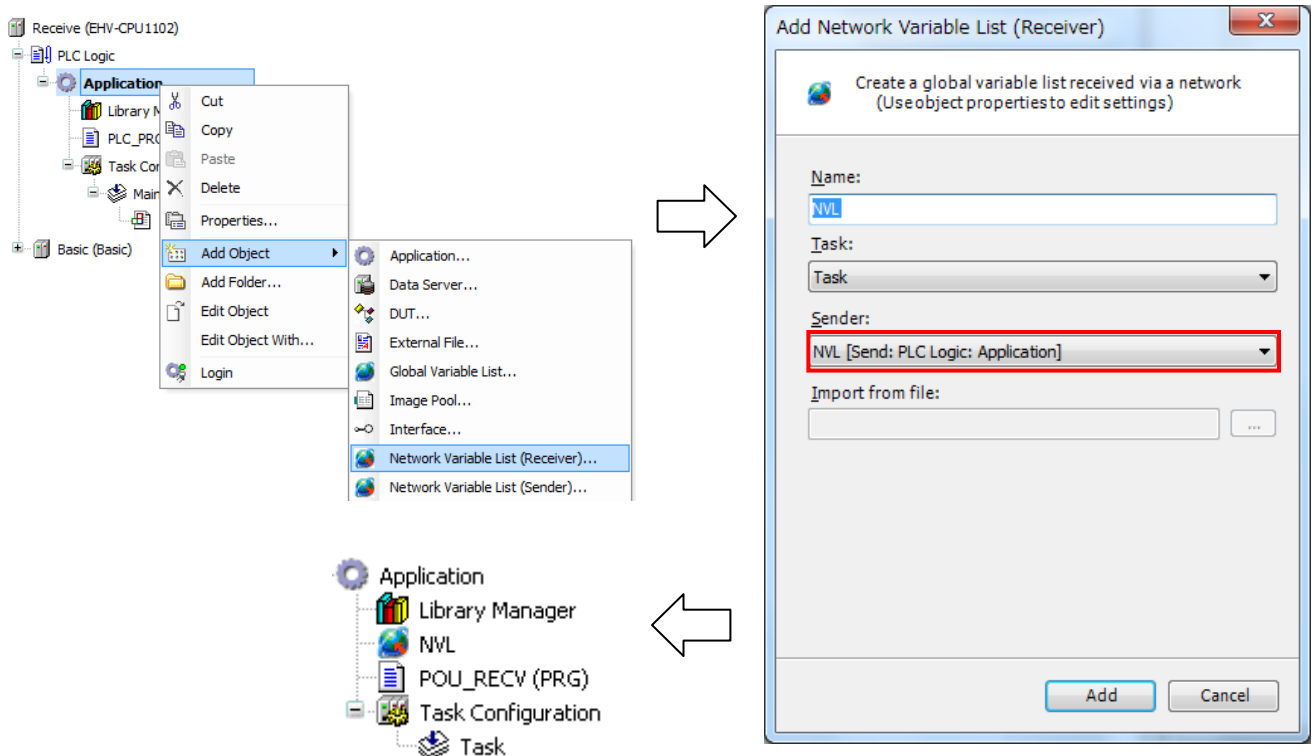 Receive (EHV-CPU1102)
PLC Logic
Application
Library M
PLC_PRG
Task Con
Main
Basic (Basic)
Cut
Copy
Paste
Delete
Properties...
Add Object
Add Folder...
Edit Object
Edit Object With...
Login
Application...
Data Server...
DUT...
External File...
Global Variable List...
Image Pool...
Interface...
Network Variable List (Receiver)...
Network Variable List (Sender)...
Add Network Variable List (Receiver)
Create a global variable list received via a network
(Use object properties to edit settings)
Name:
NVL
Task:
Task
Sender:
NVL [Send: PLC Logic: Application]
Import from file:
...
Add
Cancel
Application
Library Manager
NVL
POU_RECV (PRG)
Task Configuration
Task